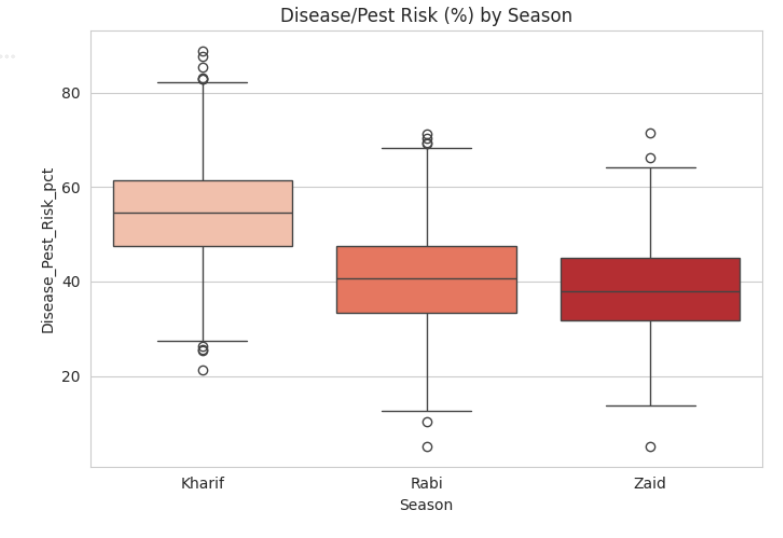 Disease/Pest Risk (%) by Season
Disease_Pest_Risk_pct
80
60
40
20
Kharif Rabi Zaid
Season